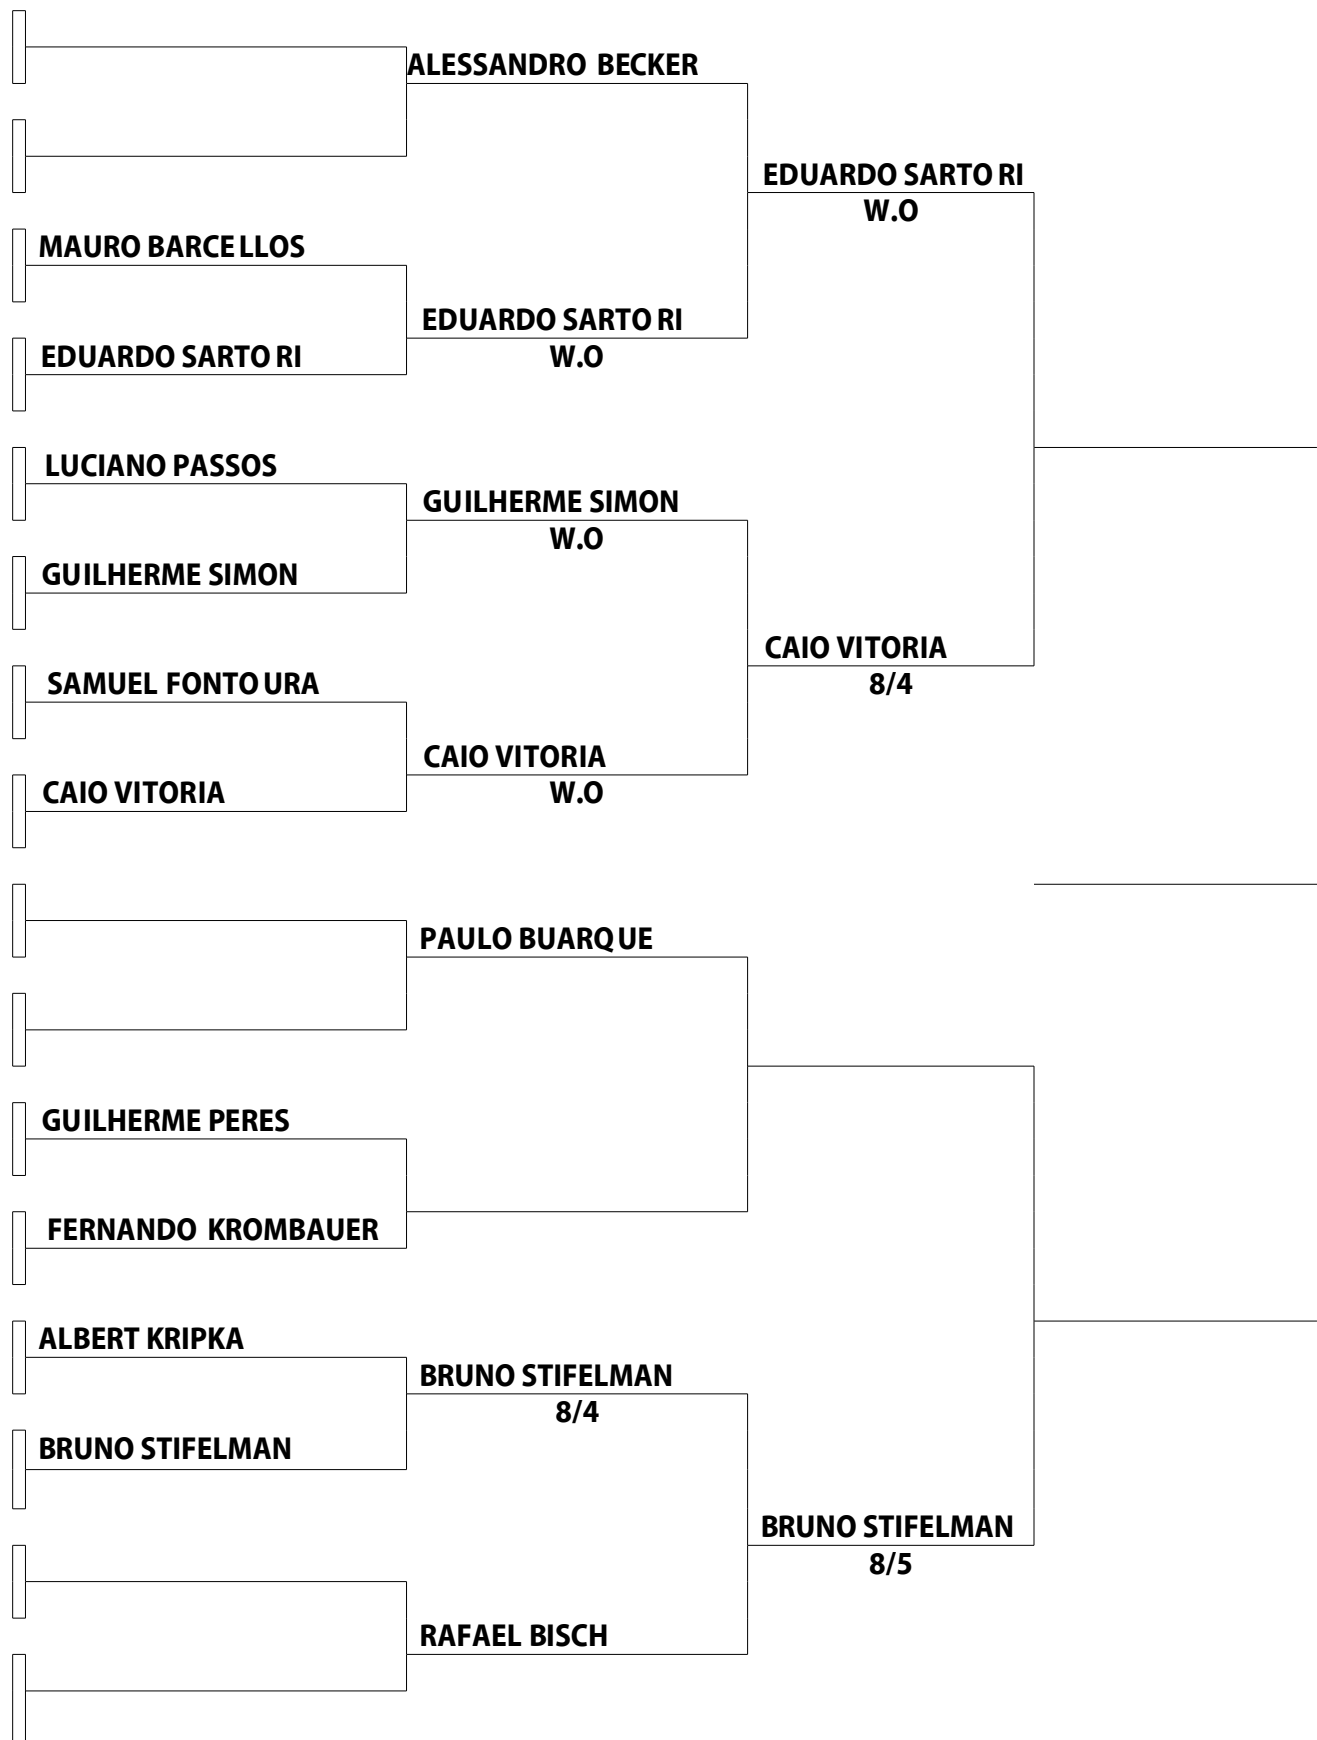 ALESSANDRO BECKER
EDUARDO SARTORI
W.O
MAURO BARCELLOS
EDUARDO SARTORI
W.O
EDUARDO SARTORI
LUCIANO PASSOS
GUILHERME SIMON
W.O
GUILHERME SIMON
CAIO VITORIA
8/4
SAMUEL FONTOURA
CAIO VITORIA
W.O
CAIO VITORIA
PAULO BUARQUE
GUILHERME PERES
FERNANDO KROMBAUER
ALBERT KRIPKA
BRUNO STIFELMAN
8/4
BRUNO STIFELMAN
BRUNO STIFELMAN
8/5
RAFAEL BISCH